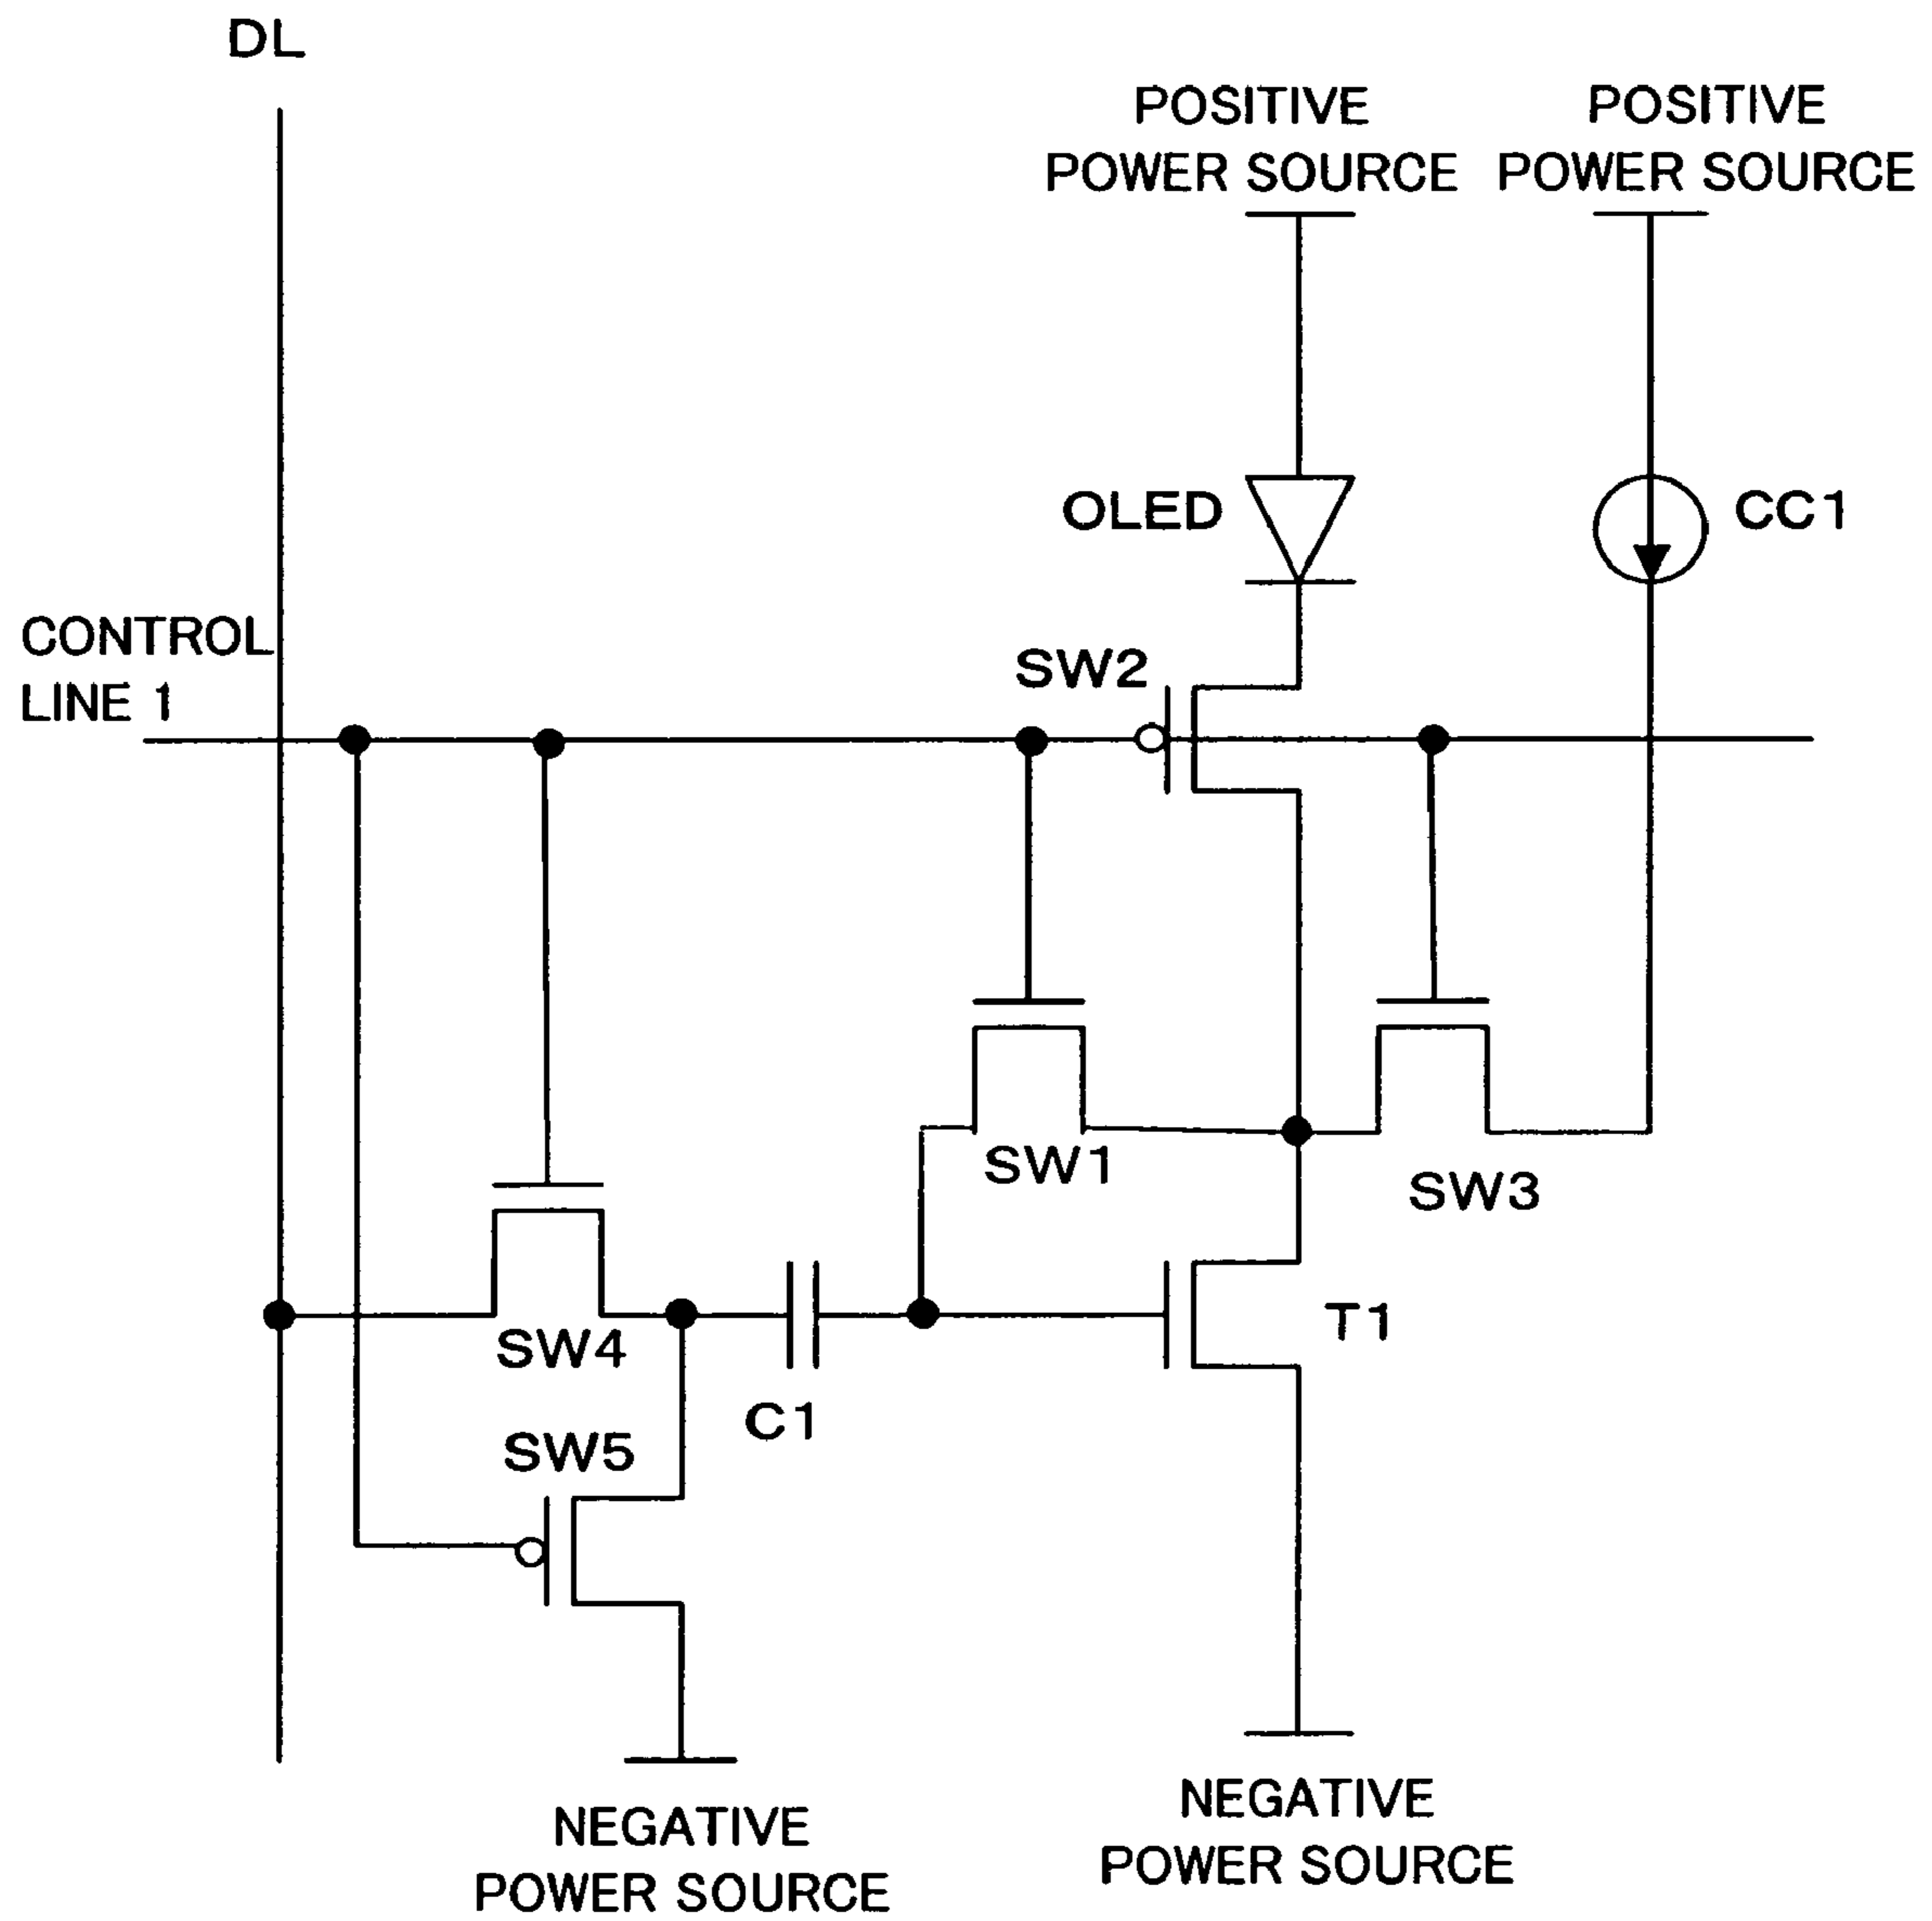 DL
POSITIVE
POWER SOURCE
POSITIVE
POWER SOURCE
OLED
CC1
CONTROL
LINE 1
SW2
SW1
SW3
SW4
T1
C1
SW5
NEGATIVE
POWER SOURCE
NEGATIVE
POWER SOURCE